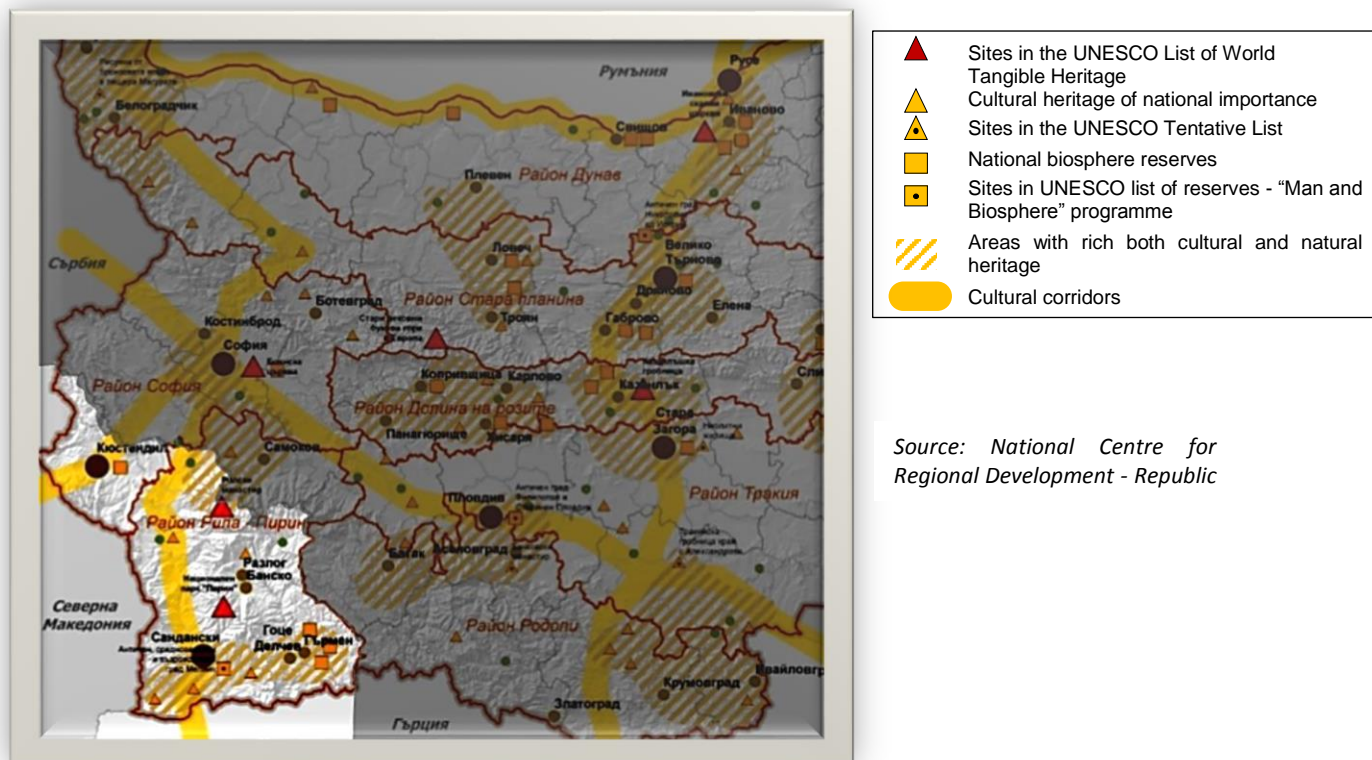 Румъния
Русе
Белоградчик
Иваново
Свищов
Плевен
Район Дунав
Ловеч
Велико
Търново
Сърбия
Дряново
Ботевград
Район Стара планина
Елена
Костинброд
Троян
Габрово
София
Копривщица
Карлово
Казанлък
Сли
Район София
Район Долина на розите
Стара
Загора
Панагюрище
Хисаря
Кюстендил
Самоков
Район Тракия
Пловдив
Район Рила - Пирин
Батак
Асеновград
Разлог
Банско
Национален
парк "Пирин"
Северна
Македония
Гоце
Делчев
Гърмен
Сандански
Район Родопи
Ивайловгр
Крумовград
Златоград
Гърция
Sites in the UNESCO List of World
Tangible Heritage
Cultural heritage of national importance
Sites in the UNESCO Tentative List
National biosphere reserves
Sites in UNESCO list of reserves - “Man and
Biosphere” programme
Areas with rich both cultural and natural
heritage
Cultural corridors
Source: National Centre for
Regional Development - Republic